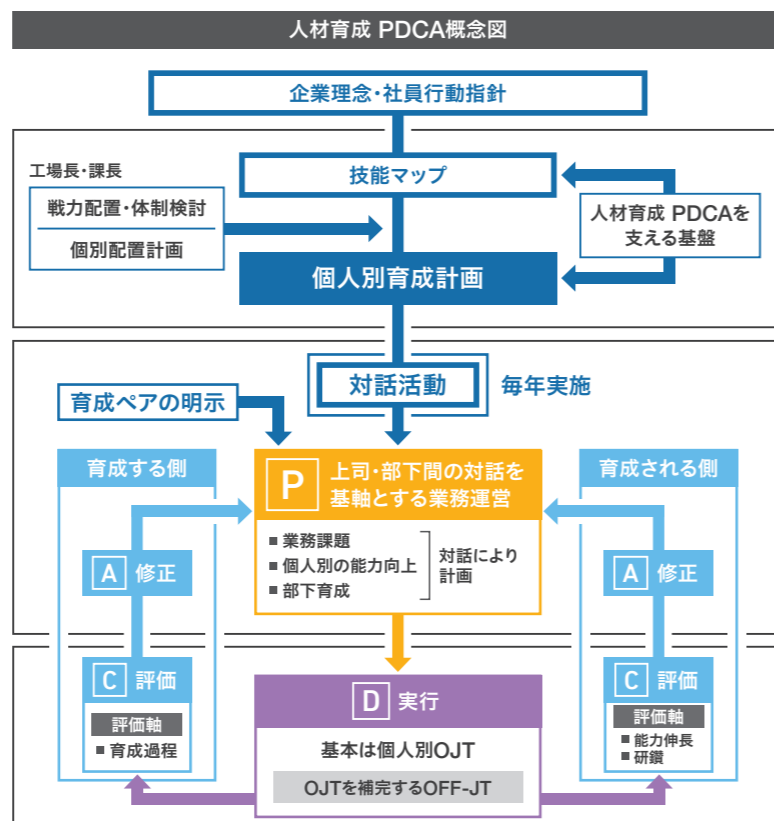 人材育成 PDCA概念図
企業理念・社員行動指針
工場長・課長
戦力配置・体制検討
個別配置計画
技能マップ
人材育成 PDCAを
支える基盤
個人別育成計画
対話活動
毎年実施
育成ペアの明示
育成する側
P
上司・部下間の対話を
基軸とする業務運営
■ 業務課題
■ 個人別の能力向上
■ 部下育成
対話により
計画
育成される側
A 修正
A 修正
C 評価
評価軸
■ 育成過程
D 実行
基本は個人別OJT
OJTを補完するOFF-JT
C 評価
評価軸
■ 能力伸長
■ 研鑽